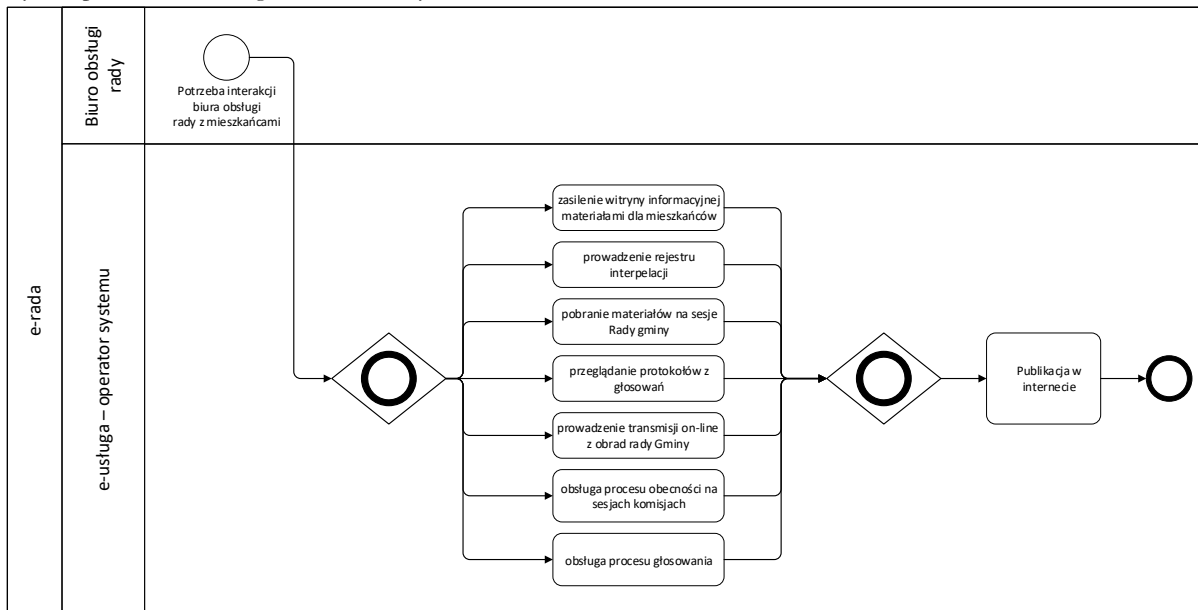 e-rada
Biuro obsługi
rady
e-usługa – operator systemu
Potrzeba interakcji
biura obsługi
rady z mieszkańcami
zasilenie witryny informacyjnej
materiałami dla mieszkańców
prowadzenie rejestru
interpelacji
pobranie materiałów na sesje
Rady gminy
przeglądanie protokołów z
głosowań
prowadzenie transmisji on-line
z obrad rady Gminy
obsługa procesu obecności na
sesjach komisjach
obsługa procesu głosowania
Publikacja w
internecie